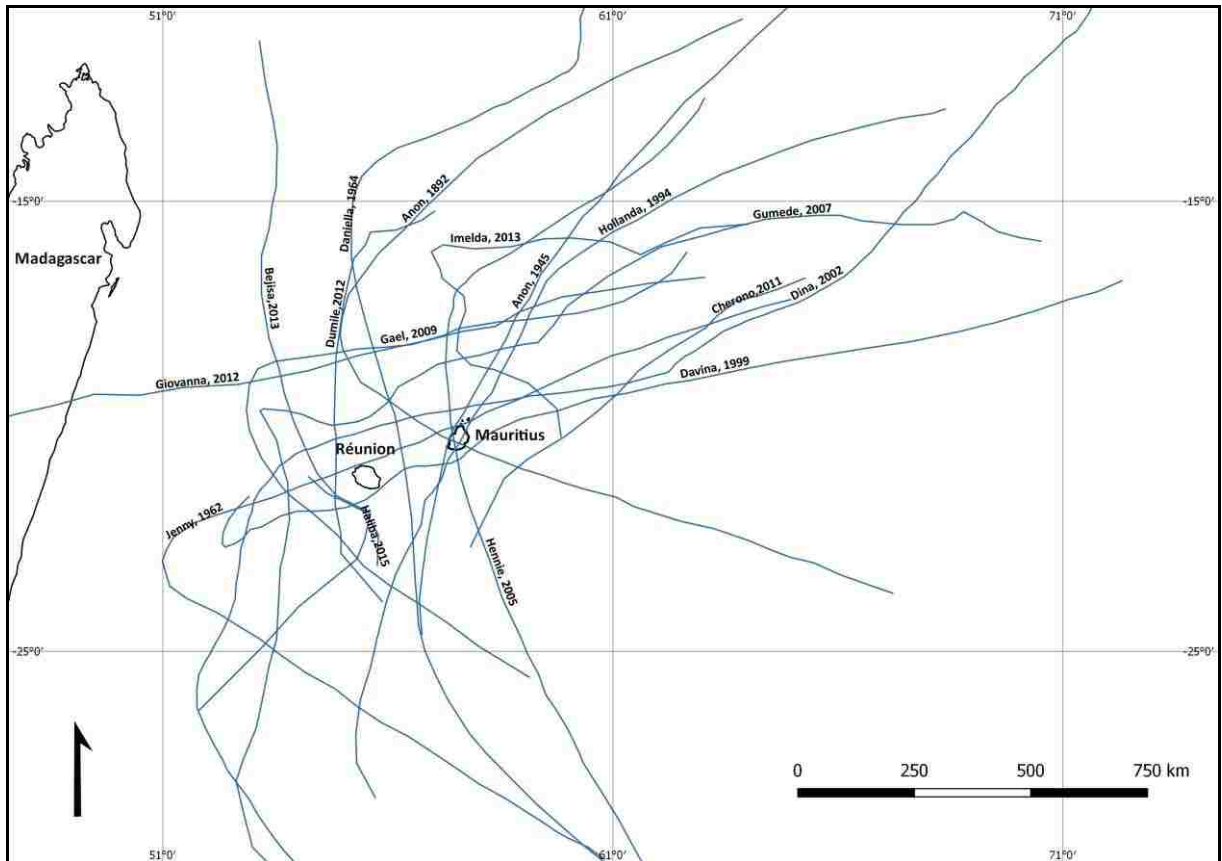 51°0' 61°0' 71°0'
-15°0' -15°0'
Daniella, 1964
Anon, 1892
Hollanda, 1994
Gumede, 2007
Imelda, 2013
Madagascar
Anon, 1945
Bejisa,2013
Dumile,2012
Cherono,2011
Dina, 2002
Gael, 2009
Giovanna, 2012
Davina, 1999
Mauritius
Réunion
Jenny, 1962
Haliba,2015
Hennie, 2005
-25°0' -25°0'
0 250 500 750 km
51°0' 61°0' 71°0'